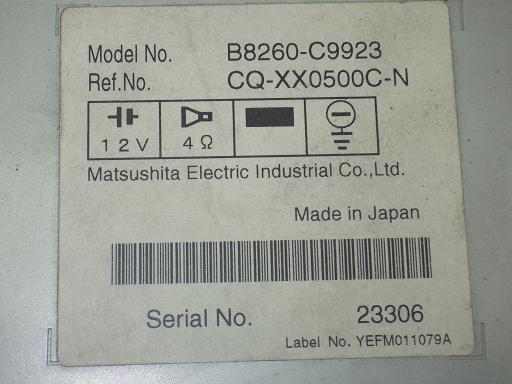 Model No. B8260-C9923
Ref.No. CQ-XX0500C-N
12V 4Ω
Matsushita Electric Industrial Co.,Ltd.
Made in Japan
Serial No. 23306
Label No. YEFM011079A